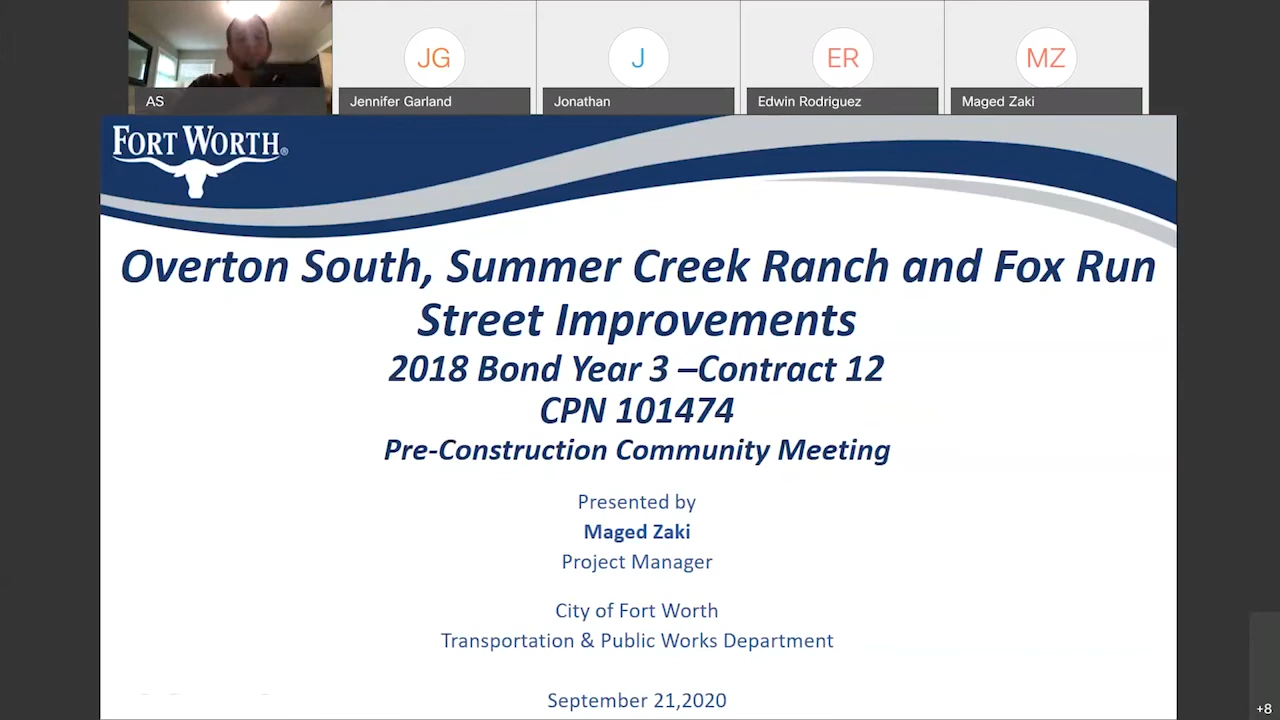 JG
J
ER
MZ
AS
Jennifer Garland
Jonathan
Edwin Rodriguez
Maged Zaki
FORT WORTH®
Overton South, Summer Creek Ranch and Fox Run
Street Improvements
2018 Bond Year 3 –Contract 12
CPN 101474
Pre-Construction Community Meeting
Presented by
Maged Zaki
Project Manager
City of Fort Worth
Transportation & Public Works Department
September 21,2020
+8